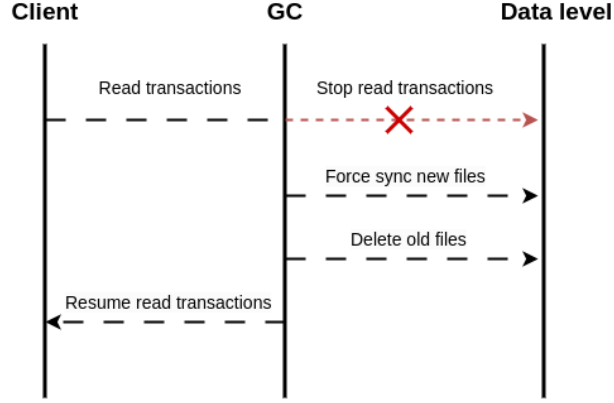 Client
GC
Data level
Read transactions
Stop read transactions
Force sync new files
Delete old files
Resume read transactions